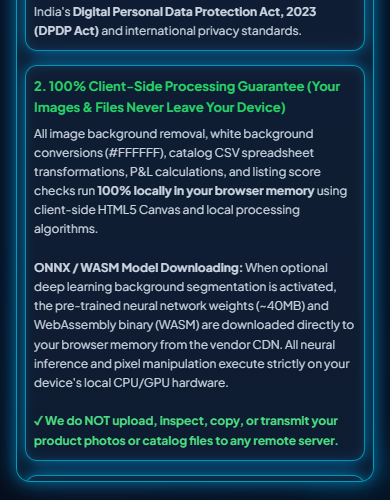 India's Digital Personal Data Protection Act, 2023
(DPDP Act) and international privacy standards.
2. 100% Client-Side Processing Guarantee (Your
Images & Files Never Leave Your Device)
All image background removal, white background
conversions (#FFFFFF), catalog CSV spreadsheet
transformations, P&L calculations, and listing score
checks run 100% locally in your browser memory using
client-side HTML5 Canvas and local processing
algorithms.
ONNX / WASM Model Downloading: When optional
deep learning background segmentation is activated,
the pre-trained neural network weights (~40MB) and
WebAssembly binary (WASM) are downloaded directly to
your browser memory from the vendor CDN. All neural
inference and pixel manipulation execute strictly on your
device's local CPU/GPU hardware.
✓ We do NOT upload, inspect, copy, or transmit your
product photos or catalog files to any remote server.